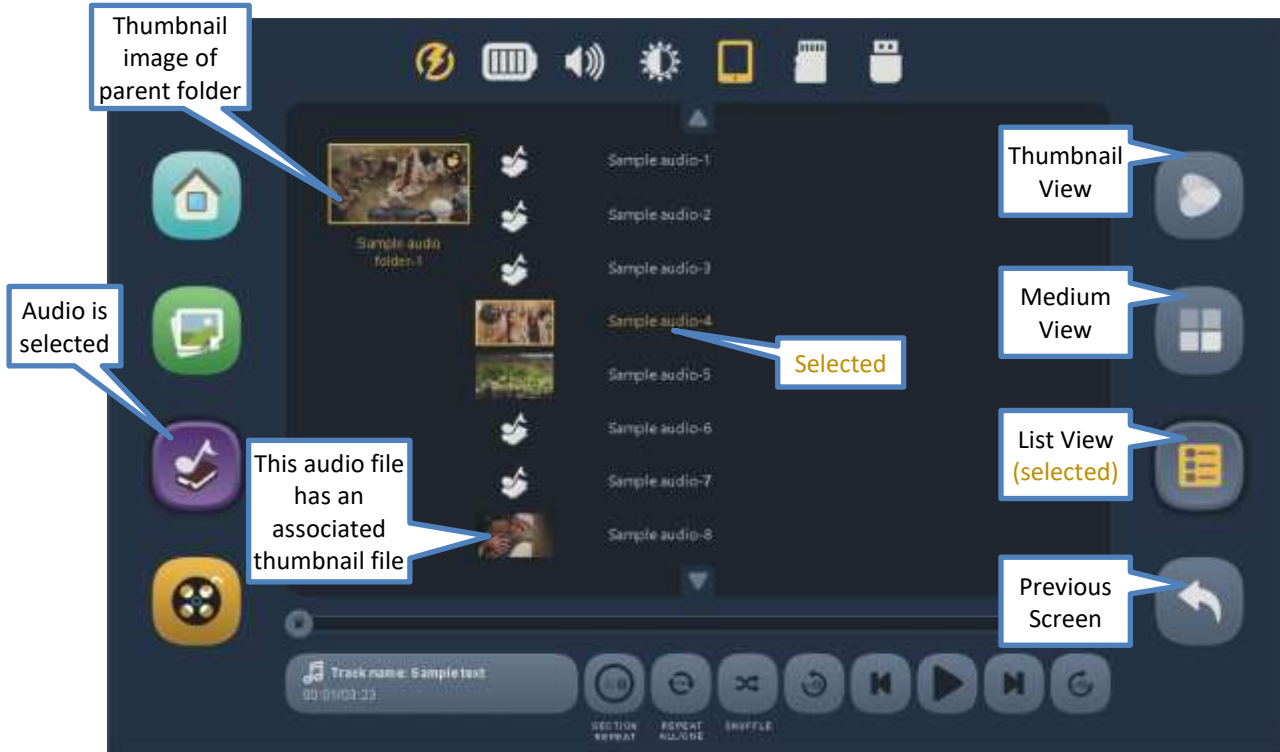 Thumbnail
image of
parent folder
Sample audio-1
Sample audio-2
Sample audio
folder-1
Sample audio-3
Sample audio-4
Sample audio-5
Sample audio-6
Sample audio-7
Sample audio-8
Audio is
selected
This audio file
has an
associated
thumbnail file
Selected
Thumbnail
View
Medium
View
List View
(selected)
Previous
Screen
Track name: Sample text
00:01/03:23
SECTION
REPEAT
REPEAT
ALL/ONE
SHUFFLE